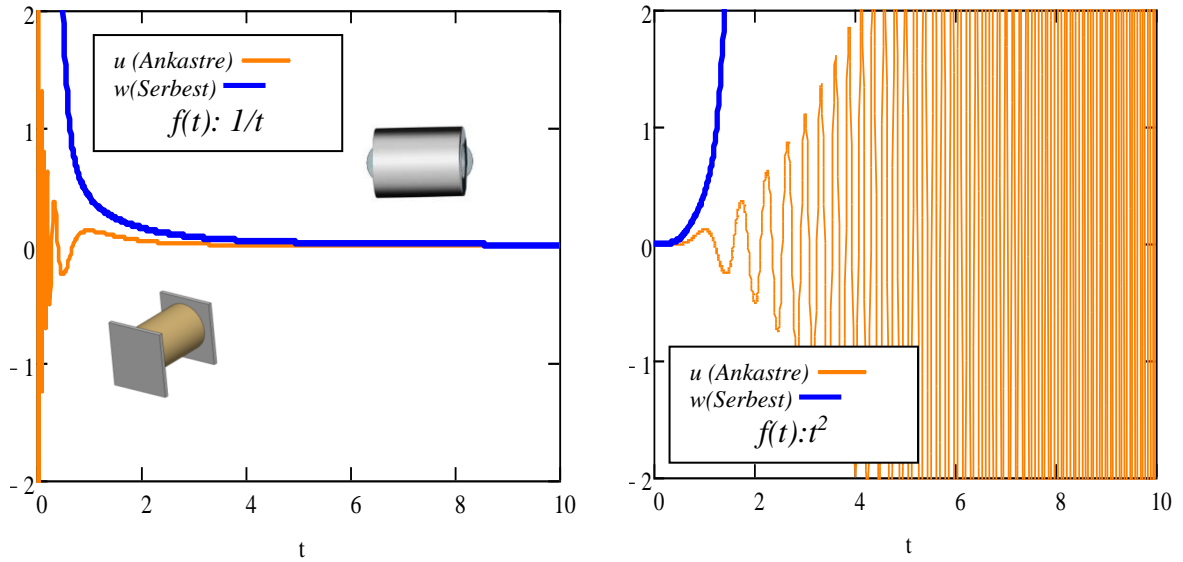 2
1
0
- 1
- 2
0
2
4
6
8
10
t
u (Ankastre)
w(Serbest)
f(t): 1/t
2
1
0
- 1
- 2
0
2
4
6
8
10
t
u (Ankastre)
w(Serbest)
f(t):t²